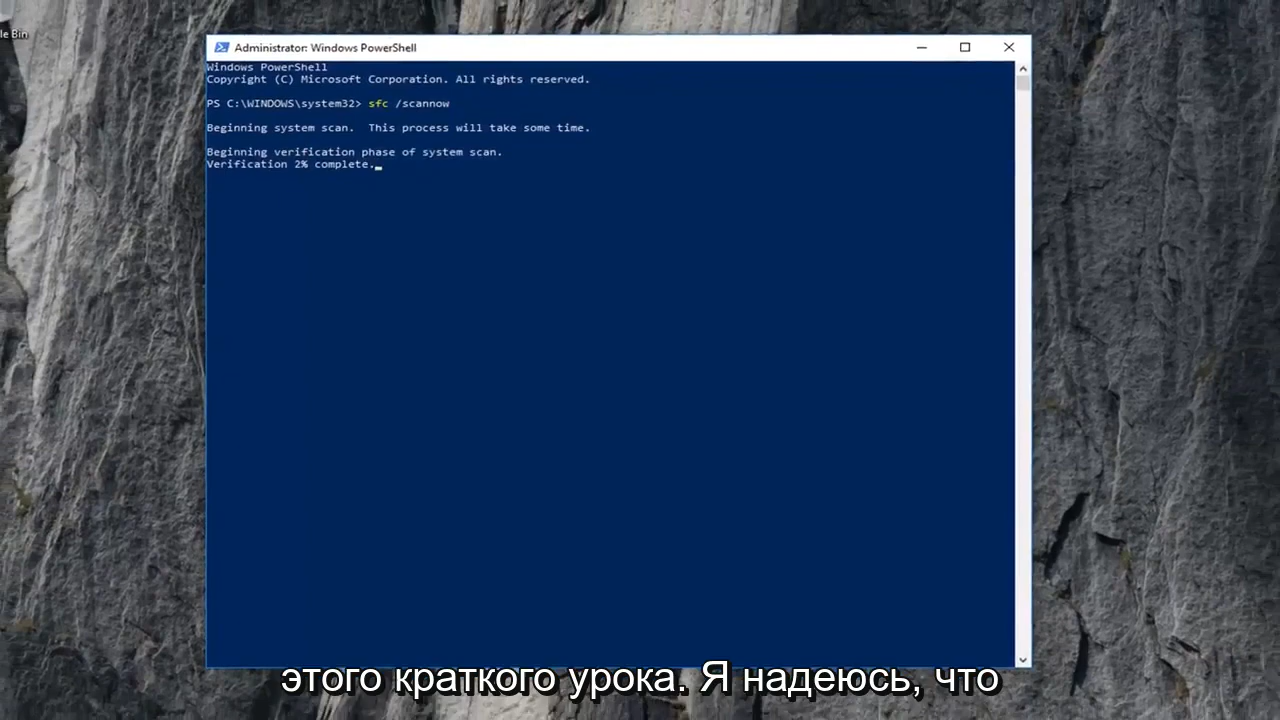 le Bin
Administrator: Windows PowerShell
Windows PowerShell
Copyright (C) Microsoft Corporation. All rights reserved.
PS C:\WINDOWS\system32> sfc /scannow
Beginning system scan.  This process will take some time.
Beginning verification phase of system scan.
Verification 2% complete.
этого краткого урока. Я надеюсь, что